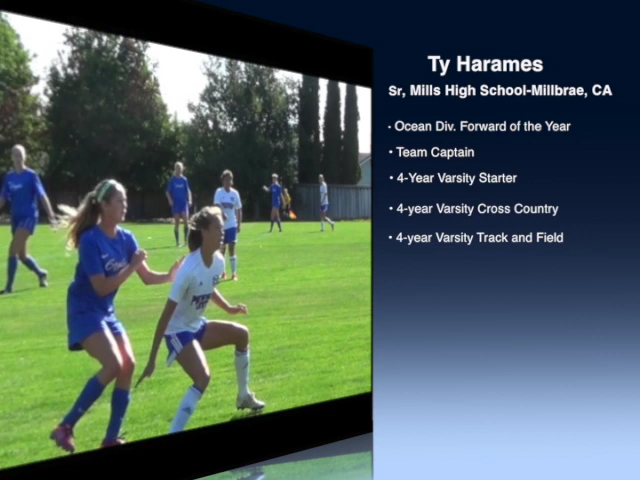 Ty Harames
Sr, Mills High School-Millbrae, CA
• Ocean Div. Forward of the Year
• Team Captain
• 4-Year Varsity Starter
• 4-year Varsity Cross Country
• 4-year Varsity Track and Field